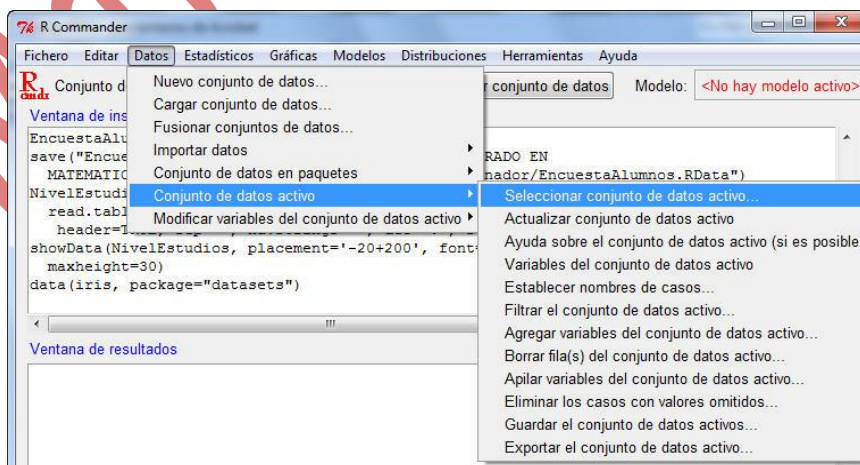 R Commander
Fichero Editar Datos Estadísticos Gráficas Modelos Distribuciones Herramientas Ayuda
R
cmdr
Conjunto d
r conjunto de datos
Modelo:
<No hay modelo activo>
Nuevo conjunto de datos...
Cargar conjunto de datos...
Fusionar conjuntos de datos...
Importar datos
Conjunto de datos en paquetes
Conjunto de datos activo
Modificar variables del conjunto de datos activo
Ventana de ins
EncuestaAlu
save("Encue
RADO EN
MATEMATIC
nador/EncuestaAlumnos.RData")
NivelEstudi
read.tabl
showData(NivelEstudios, placement='-20+200', font=
maxheight=30)
data(iris, package="datasets")
Seleccionar conjunto de datos activo...
Actualizar conjunto de datos activo
Ayuda sobre el conjunto de datos activo (si es posible
Variables del conjunto de datos activo
Establecer nombres de casos...
Filtrar el conjunto de datos activo...
Agregar variables del conjunto de datos activo...
Borrar fila(s) del conjunto de datos activo...
Apilar variables del conjunto de datos activo...
Eliminar los casos con valores omitidos...
Guardar el conjunto de datos activos...
Exportar el conjunto de datos activo...
Ventana de resultados